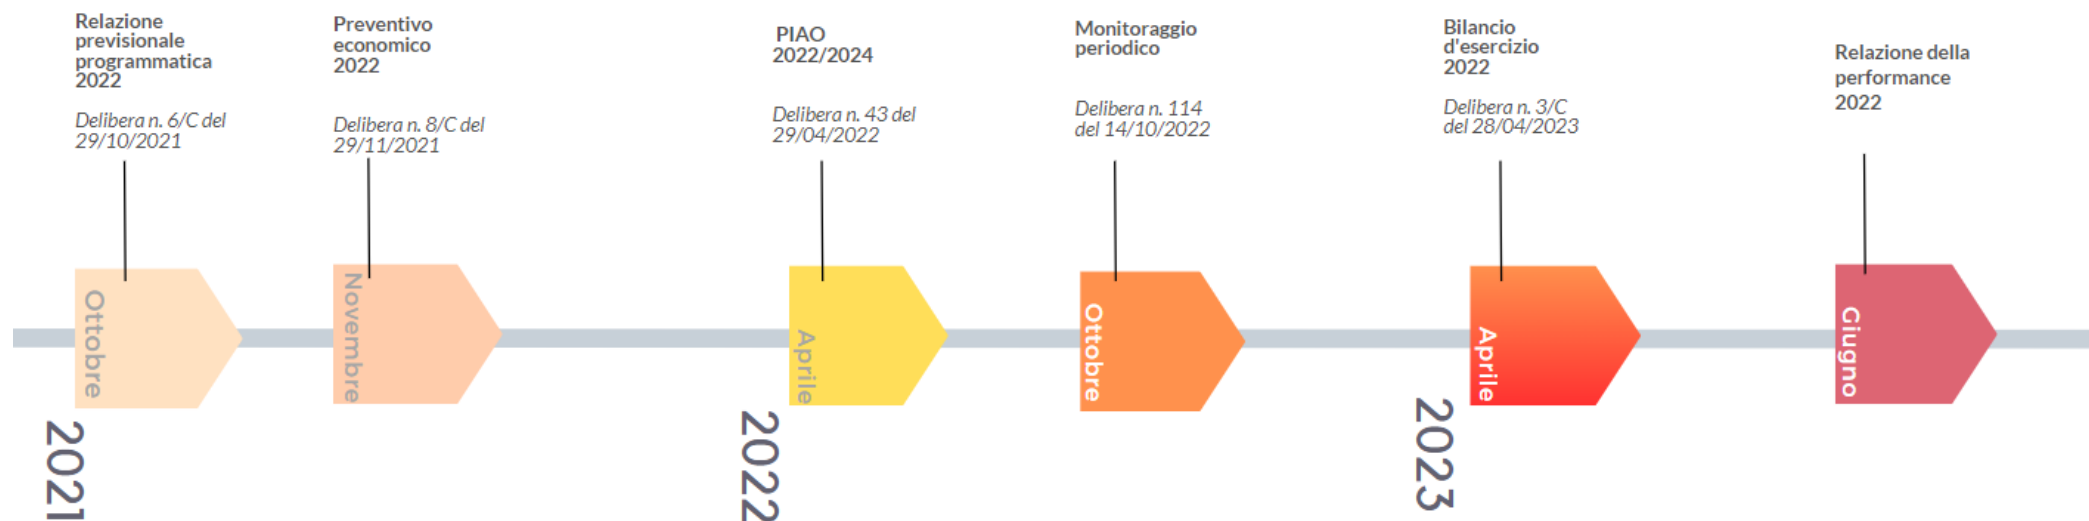 Relazione
previsionale
programmatica
2022
Delibera n. 6/C del
29/10/2021
Preventivo
economico
2022
Delibera n. 8/C del
29/11/2021
PIAO
2022/2024
Delibera n. 43 del
29/04/2022
Monitoraggio
periodico
Delibera n. 114
del 14/10/2022
Bilancio
d'esercizio
2022
Delibera n. 3/C
del 28/04/2023
Relazione della
performance
2022
Ottobre
Novembre
Aprile
Ottobre
Aprile
Giugno
2021
2022
2023